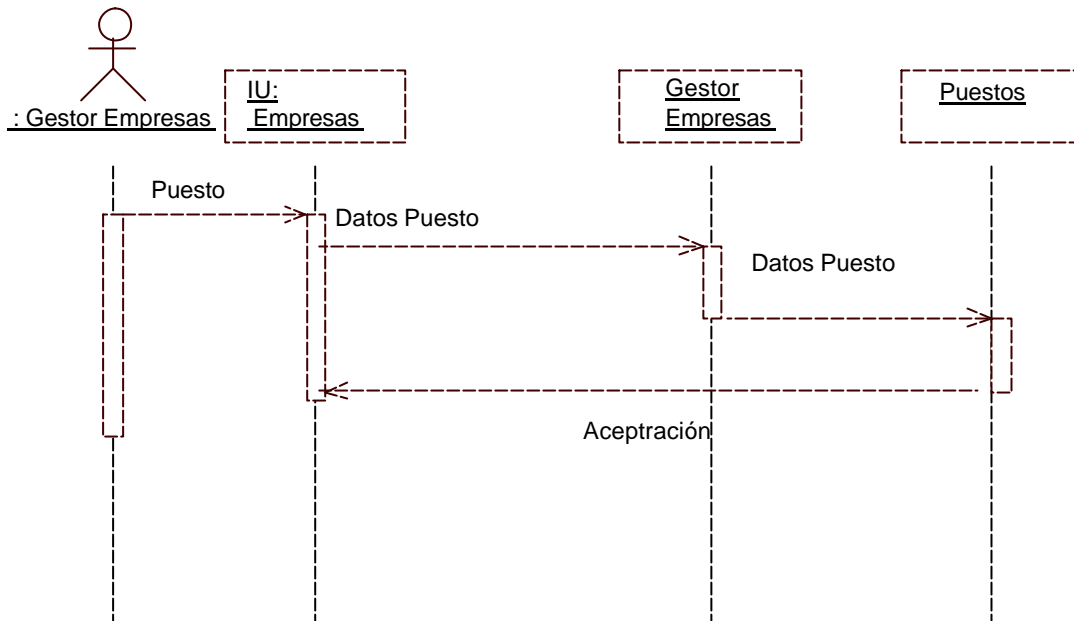 : Gestor Empresas
IU:
Empresas
Gestor
Empresas
Puestos
Puesto
Datos Puesto
Datos Puesto
Aceptración